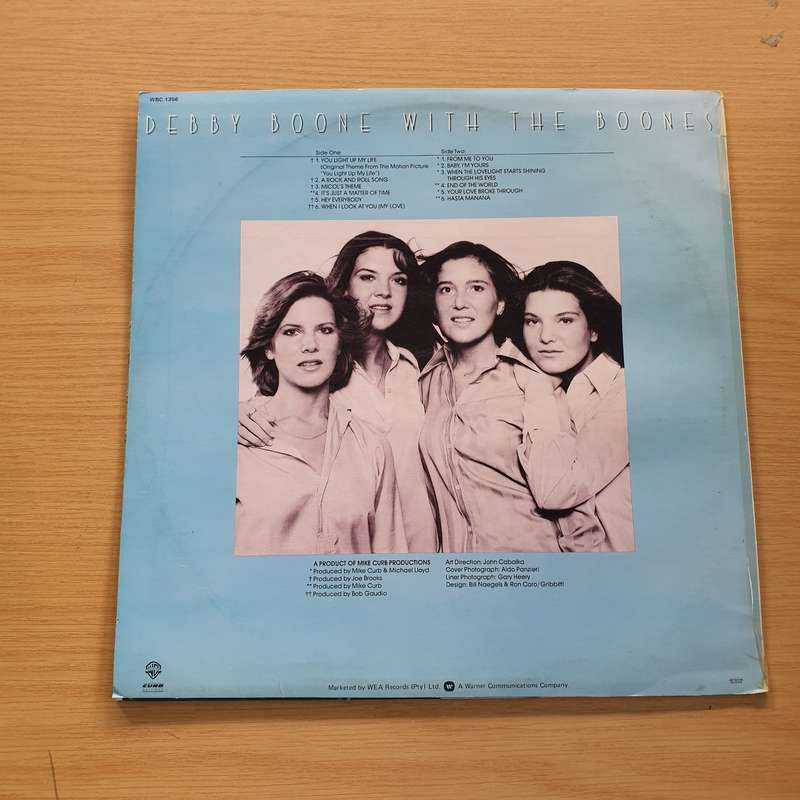 WBC 1356
DEBBY BOONE WITH THE BOONES
Side One:
† 1. YOU LIGHT UP MY LIFE
(Original Theme From The Motion Picture
"You Light Up My Life")
† 2. A ROCK AND ROLL SONG
† 3. MICOL'S THEME
**4. IT'S JUST A MATTER OF TIME
† 5. HEY EVERYBODY
†† 6. WHEN I LOOK AT YOU (MY LOVE)
Side Two:
* 1. FROM ME TO YOU
* 2. BABY, I'M YOURS
* 3. WHEN THE LOVELIGHT STARTS SHINING
THROUGH HIS EYES
** 4. END OF THE WORLD
* 5. YOUR LOVE BROKE THROUGH
** 6. HASTA MANANA
A PRODUCT OF MIKE CURB PRODUCTIONS
* Produced by Mike Curb & Michael Lloyd
† Produced by Joe Brooks
** Produced by Mike Curb
†† Produced by Bob Gaudio
Art Direction: John Cabalka
Cover Photograph: Aldo Panzieri
Liner Photograph: Gary Heery
Design: Bill Naegels & Ron Coro/Gribbitt!
CURB
Marketed by WEA Records (Pty) Ltd. A Warner Communications Company